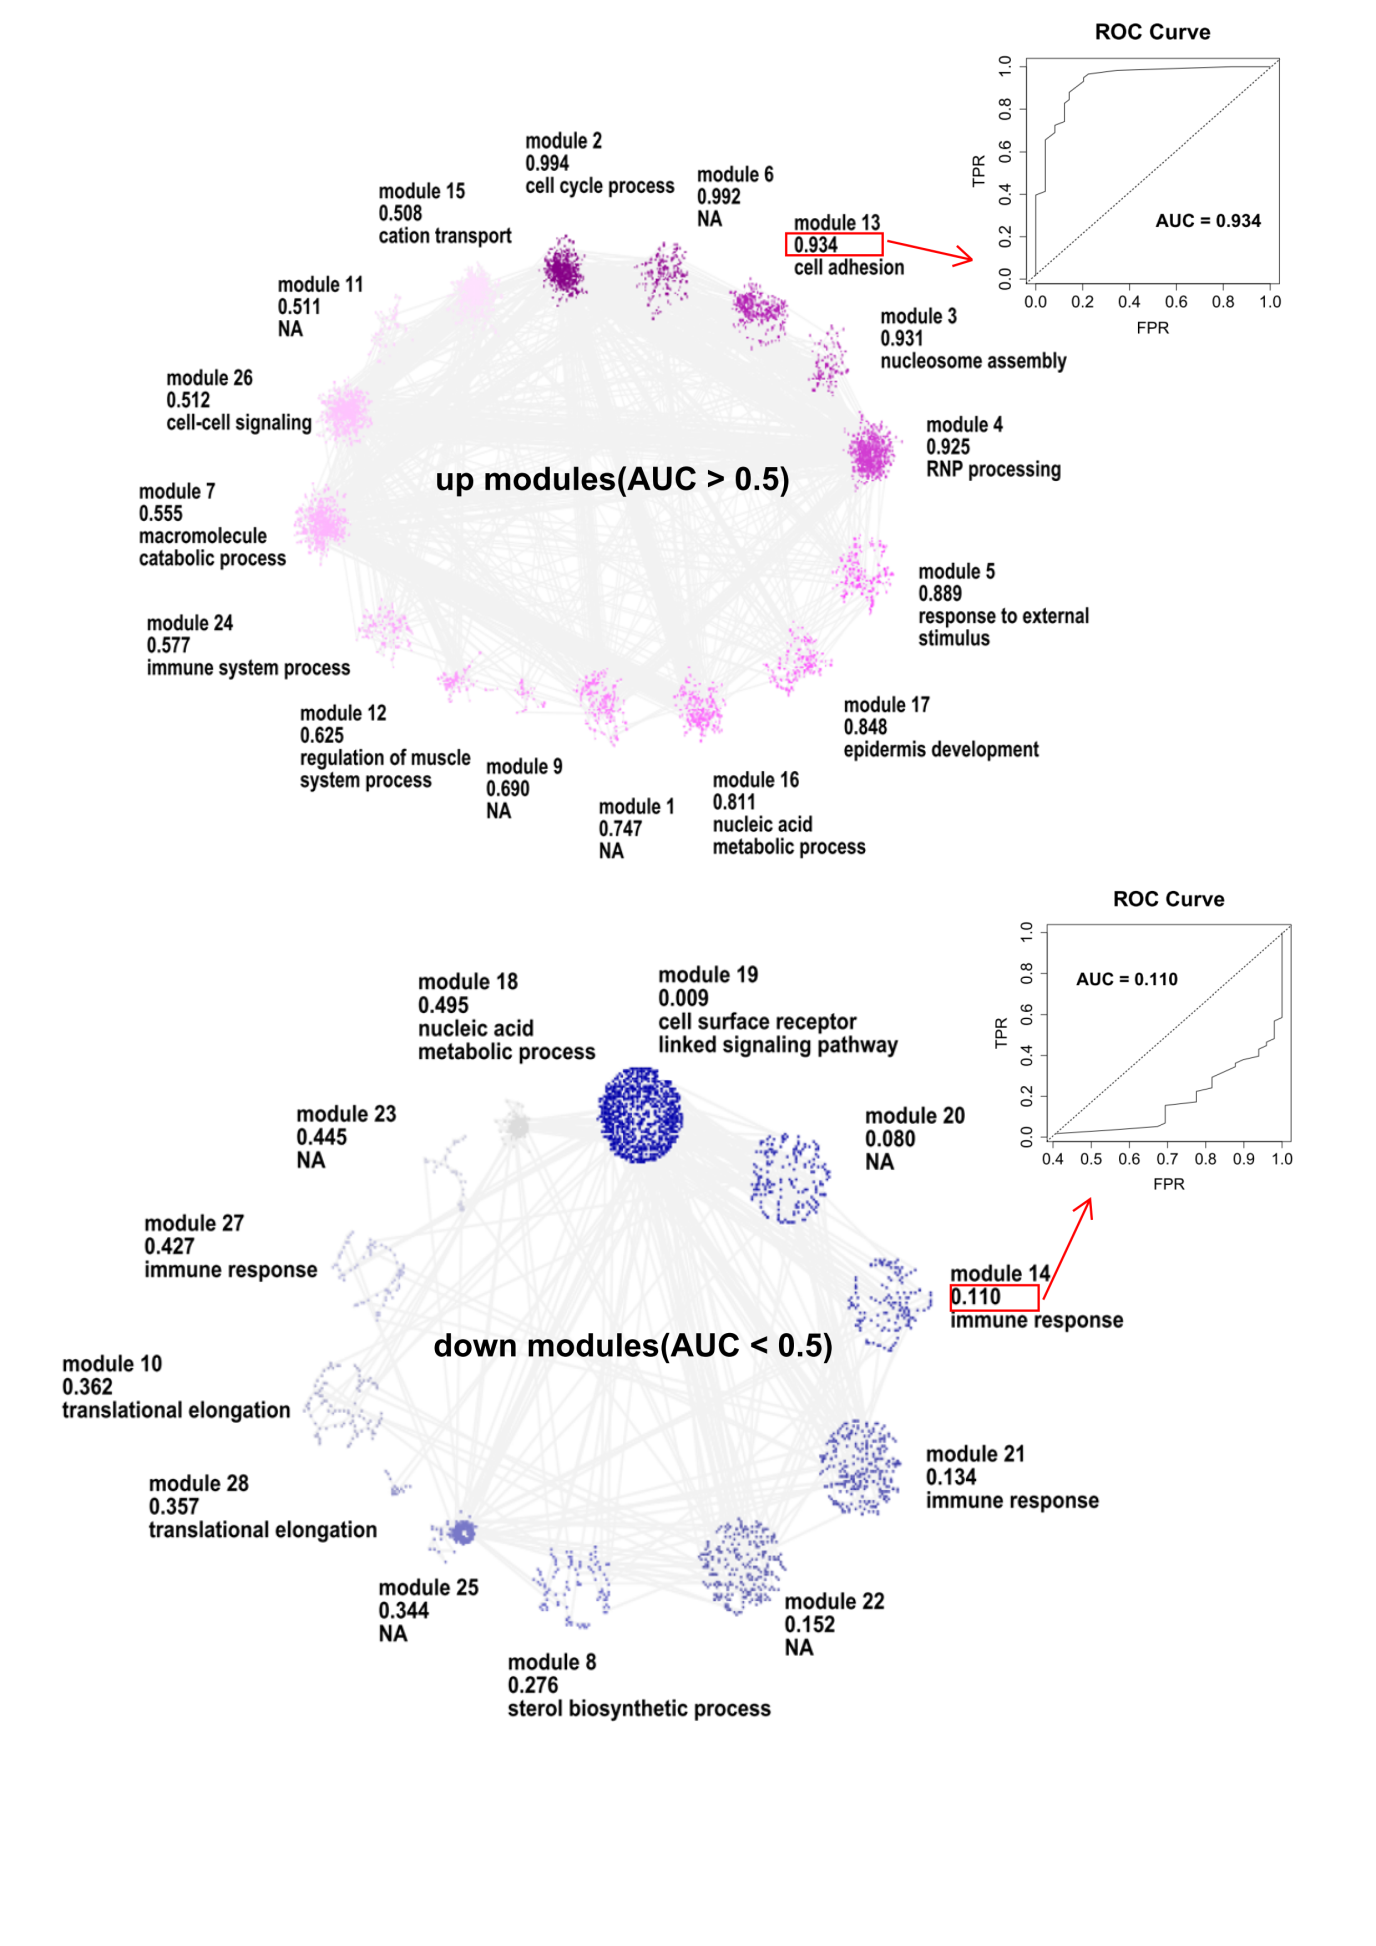 ROC Curve
1.0
0.8
0.6
0.4
0.2
0.0
TPR
AUC = 0.934
0.0 0.2 0.4 0.6 0.8 1.0
FPR
module 2
0.994
cell cycle process
module 6
0.992
NA
module 13
0.934
cell adhesion
module 3
0.931
nucleosome assembly
module 4
0.925
RNP processing
module 5
0.889
response to external
stimulus
module 17
0.848
epidermis development
module 16
0.811
nucleic acid
metabolic process
module 1
0.747
NA
module 9
0.690
NA
module 12
0.625
regulation of muscle
system process
module 24
0.577
immune system process
module 7
0.555
macromolecule
catabolic process
module 26
0.512
cell-cell signaling
module 11
0.511
NA
module 15
0.508
cation transport
up modules(AUC > 0.5)
ROC Curve
1.0
0.8
0.6
0.4
0.2
0.0
TPR
AUC = 0.110
0.4 0.5 0.6 0.7 0.8 0.9 1.0
FPR
module 19
0.009
cell surface receptor
linked signaling pathway
module 20
0.080
NA
module 14
0.110
immune response
module 21
0.134
immune response
module 22
0.152
NA
module 8
0.276
sterol biosynthetic process
module 25
0.344
NA
module 28
0.357
translational elongation
module 10
0.362
translational elongation
module 27
0.427
immune response
module 23
0.445
NA
module 18
0.495
nucleic acid
metabolic process
down modules(AUC < 0.5)